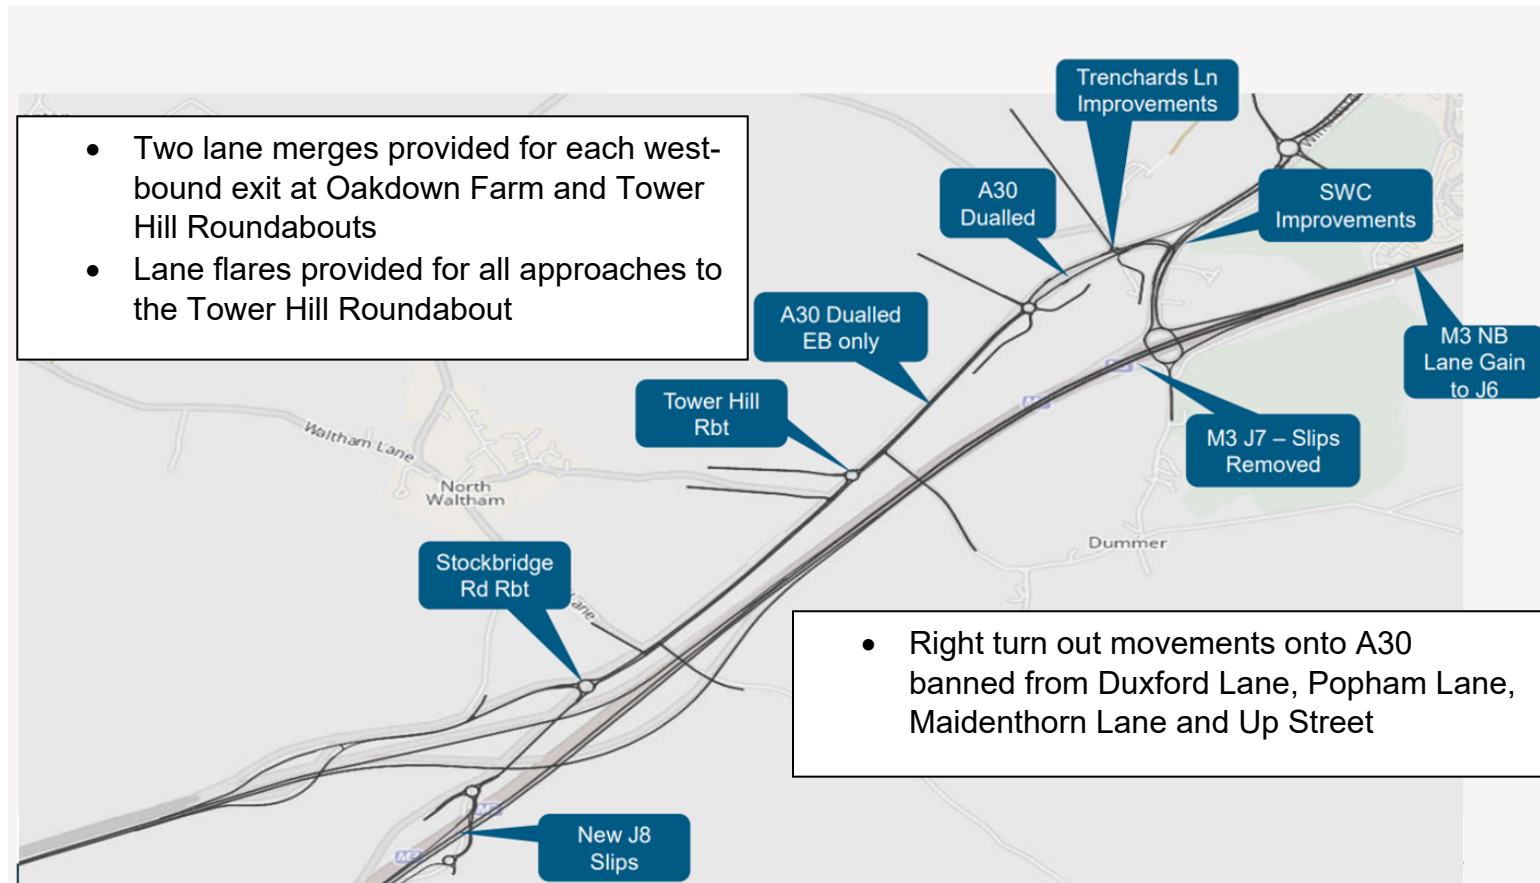 Trenchards Ln
Improvements
• Two lane merges provided for each west-
bound exit at Oakdown Farm and Tower
Hill Roundabouts
• Lane flares provided for all approaches to
the Tower Hill Roundabout
A30
Dualled
SWC
Improvements
A30 Dualled
EB only
M3 NB
Lane Gain
to J6
Tower Hill
Rbt
M3 J7 – Slips
Removed
Waltham Lane
North
Waltham
Dummer
Stockbridge
Rd Rbt
Lane
• Right turn out movements onto A30
banned from Duxford Lane, Popham Lane,
Maidenthorn Lane and Up Street
New J8
Slips